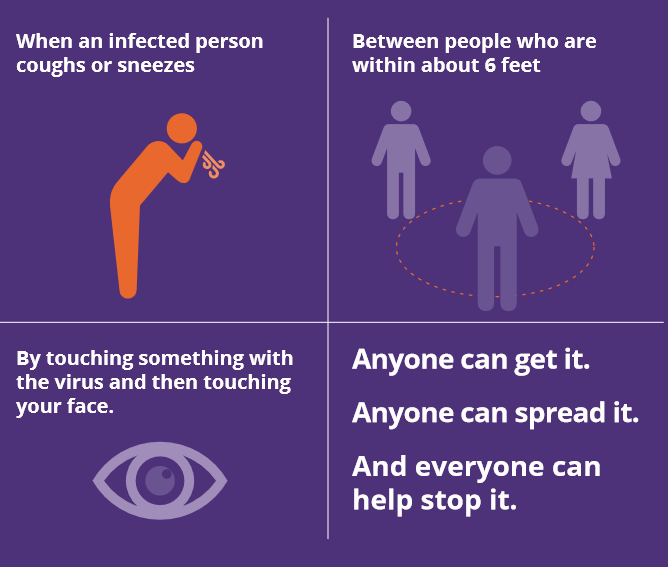 When an infected person
coughs or sneezes
Between people who are
within about 6 feet
By touching something with
the virus and then touching
your face.
Anyone can get it.
Anyone can spread it.
And everyone can
help stop it.